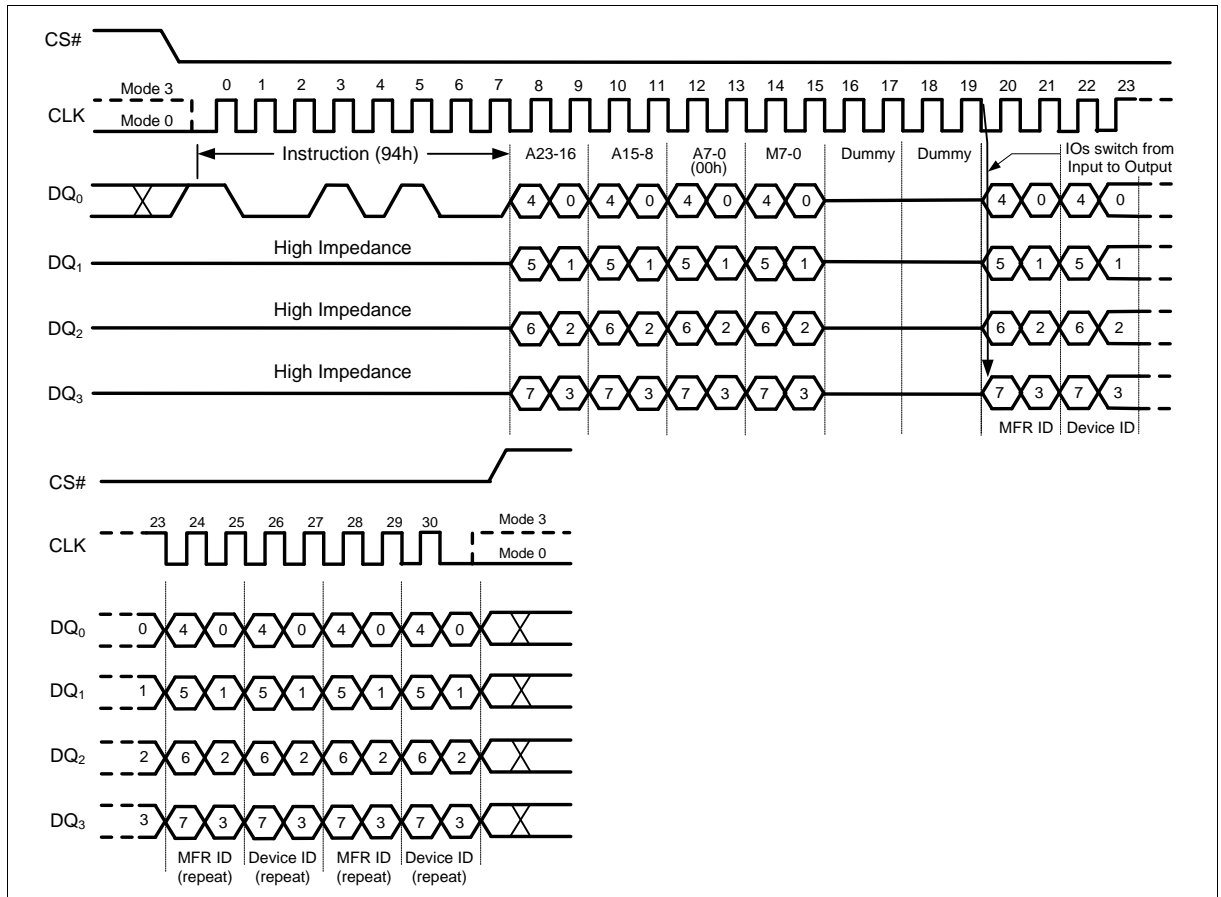 CS#
Mode 3
0 1 2 3 4 5 6 7 8 9 10 11 12 13 14 15 16 17 18 19 20 21 22 23
CLK
Mode 0
Instruction (94h)
A23-16 A15-8 A7-0 M7-0 Dummy Dummy
(00h)
IOs switch from
Input to Output
DQ0 4 0 4 0 4 0 4 0 4 0 4 0
High Impedance
DQ1 5 1 5 1 5 1 5 1 5 1 5 1
High Impedance
DQ2 6 2 6 2 6 2 6 2 6 2 6 2
High Impedance
DQ3 7 3 7 3 7 3 7 3 7 3 7 3
MFR ID Device ID
CS#
23 24 25 26 27 28 29 30 Mode 3
CLK
Mode 0
DQ0 0 4 0 4 0 4 0 4 0
DQ1 1 5 1 5 1 5 1 5 1
DQ2 2 6 2 6 2 6 2 6 2
DQ3 3 7 3 7 3 7 3 7 3
MFR ID Device ID MFR ID Device ID
(repeat) (repeat) (repeat) (repeat)